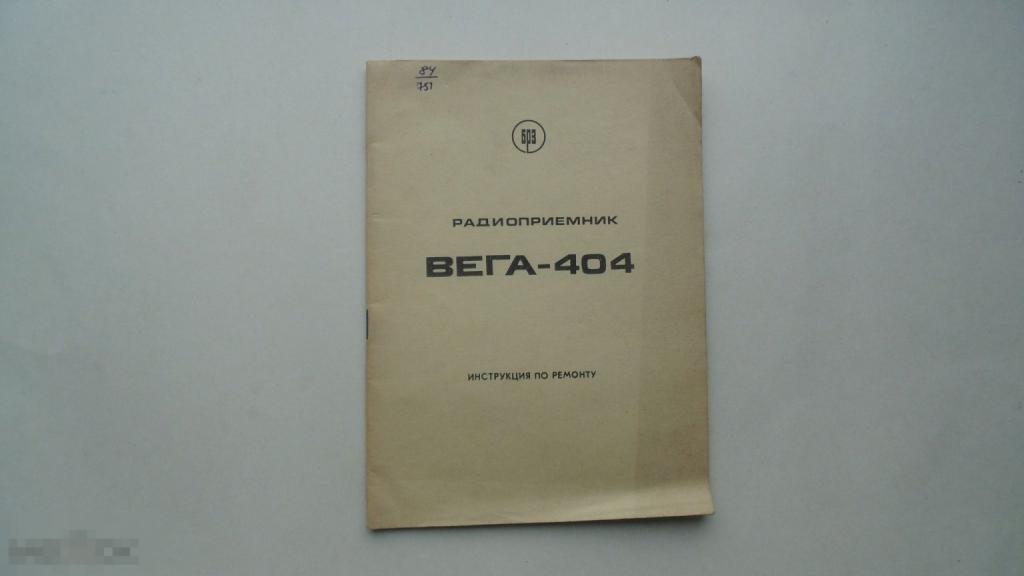 84
751
БРЗ
РАДИОПРИЕМНИК
ВЕГА-404
ИНСТРУКЦИЯ ПО РЕМОНТУ